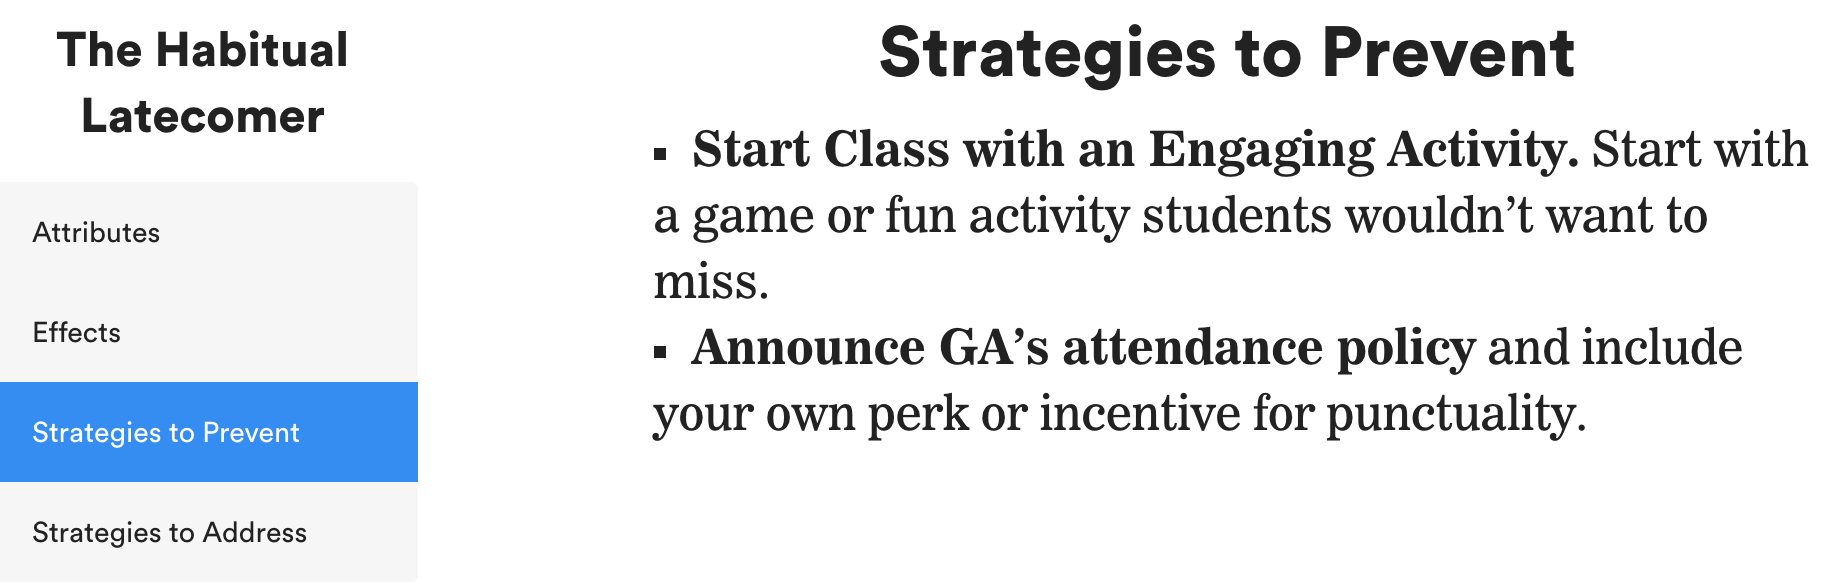 The Habitual
Latecomer
Attributes
Effects
Strategies to Prevent
Strategies to Address
Strategies to Prevent
▪ Start Class with an Engaging Activity. Start with
a game or fun activity students wouldn’t want to
miss.
▪ Announce GA’s attendance policy and include
your own perk or incentive for punctuality.